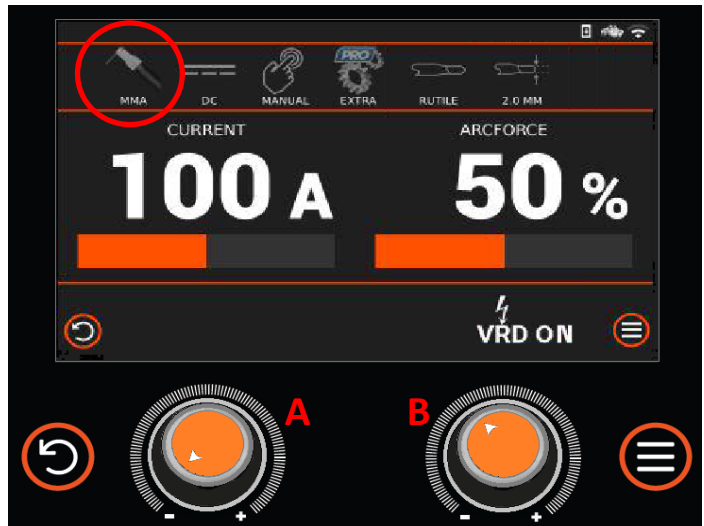 PRO
MMA DC MANUAL EXTRA RUTILE 2.0 MM
CURRENT ARCFORCE
100 A 50 %
VRD ON
A B
- + - +